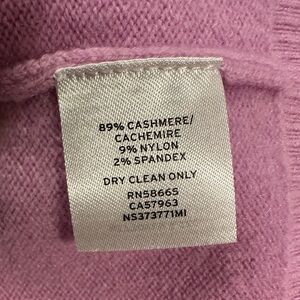 89% CASHMERE/
CACHEMIRE
9% NYLON
2% SPANDEX
DRY CLEAN ONLY
RN58665
CA57963
NS373771MI